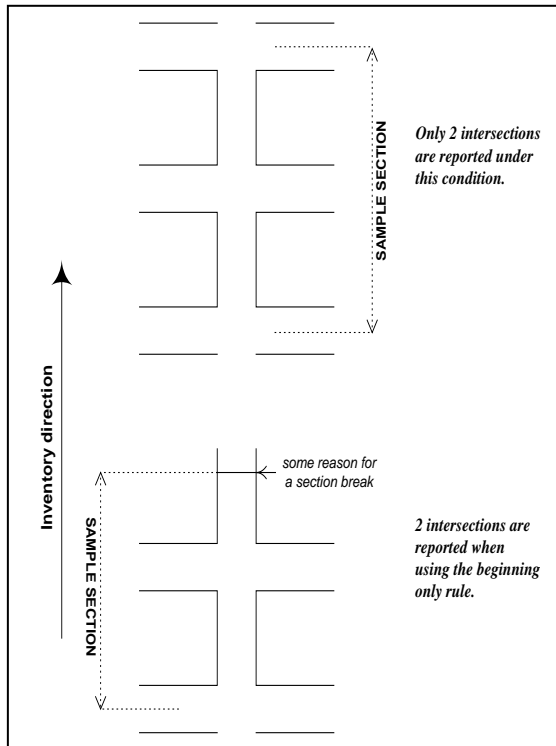 Only 2 intersections
are reported under
this condition.
SAMPLE SECTION
Inventory direction
some reason for
a section break
SAMPLE SECTION
2 intersections are
reported when
using the beginning
only rule.